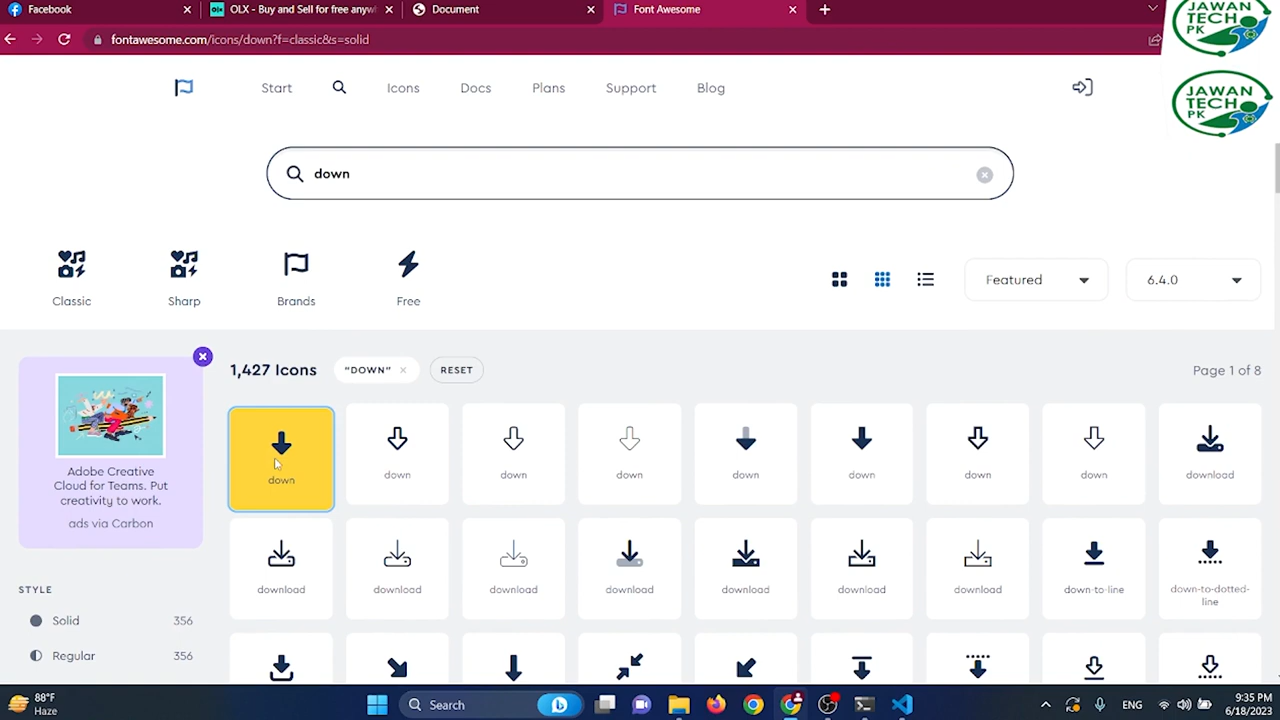 Facebook
OLX - Buy and Sell for free anyw
Document
Font Awesome
fontawesome.com/icons/down?f=classic&s=solid
JAWAN
TECH
PK
JAWAN
TECH
PK
Start
Icons
Docs
Plans
Support
Blog
down
Classic
Sharp
Brands
Free
Featured
6.4.0
1,427 Icons
"DOWN"
RESET
Page 1 of 8
Adobe Creative
Cloud for Teams. Put
creativity to work.
ads via Carbon
down
down
down
down
down
down
down
down
download
download
download
download
download
download
download
download
down-to-line
down-to-dotted-
line
STYLE
Solid
356
Regular
356
88°F
Haze
Search
ENG
9:35 PM
6/18/2023